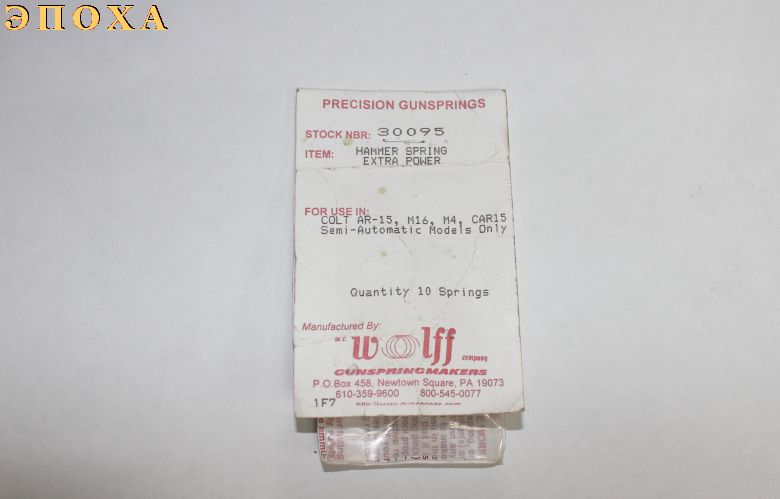 ЭПОХА
PRECISION GUNSPRINGS
STOCK NBR: 30095
ITEM: HAMMER SPRING
EXTRA POWER
FOR USE IN:
COLT AR-15, M16, M4, CAR15
Semi-Automatic Models Only
Quantity 10 Springs
Manufactured By:
W.C.
wolff
company
GUNSPRINGMAKERS
P.O.Box 458, Newtown Square, PA 19073
610-359-9600 800-545-0077
1F7